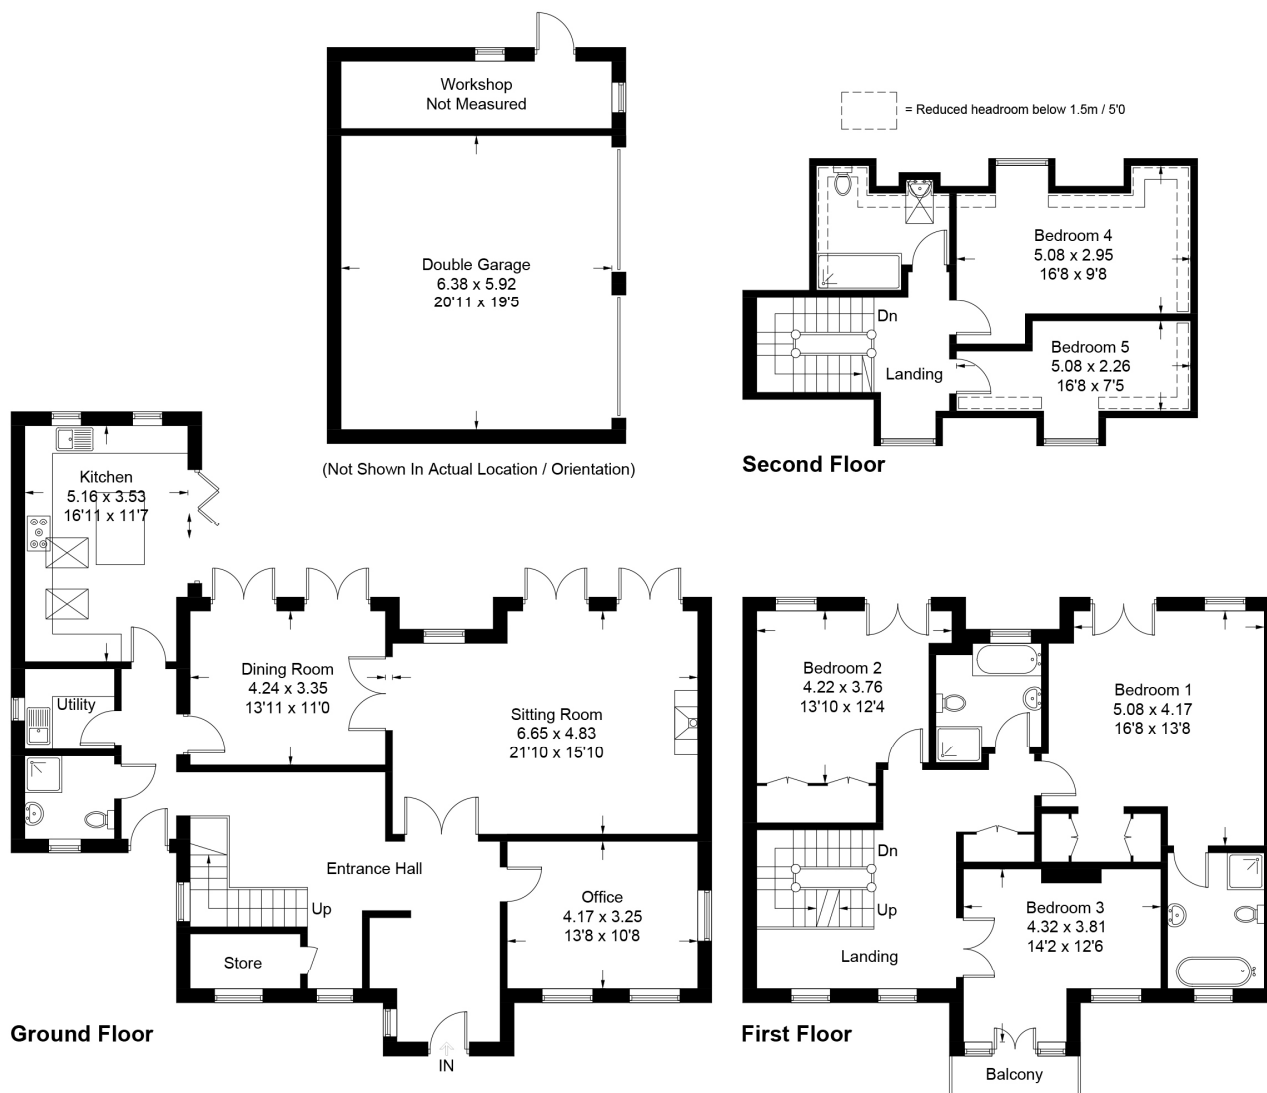 Workshop
Not Measured
= Reduced headroom below 1.5m / 5'0
Double Garage
6.38 x 5.92
20'11 x 19'5
(Not Shown In Actual Location / Orientation)
Bedroom 4
5.08 x 2.95
16'8 x 9'8
Dn
Landing
Bedroom 5
5.08 x 2.26
16'8 x 7'5
Second Floor
Kitchen
5.16 x 3.53
16'11 x 11'7
Utility
Dining Room
4.24 x 3.35
13'11 x 11'0
Sitting Room
6.65 x 4.83
21'10 x 15'10
Entrance Hall
Up
Store
Office
4.17 x 3.25
13'8 x 10'8
IN
Ground Floor
Bedroom 2
4.22 x 3.76
13'10 x 12'4
Bedroom 1
5.08 x 4.17
16'8 x 13'8
Dn
Up
Landing
Bedroom 3
4.32 x 3.81
14'2 x 12'6
First Floor
Balcony